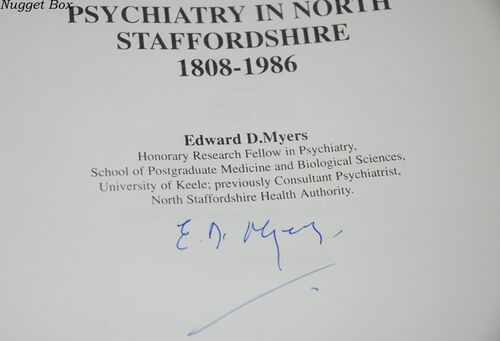 Nugget Box
PSYCHIATRY IN NORTH
STAFFORDSHIRE
1808-1986
Edward D.Myers
Honorary Research Fellow in Psychiatry,
School of Postgraduate Medicine and Biological Sciences,
University of Keele; previously Consultant Psychiatrist,
North Staffordshire Health Authority.
E. D. Myers.